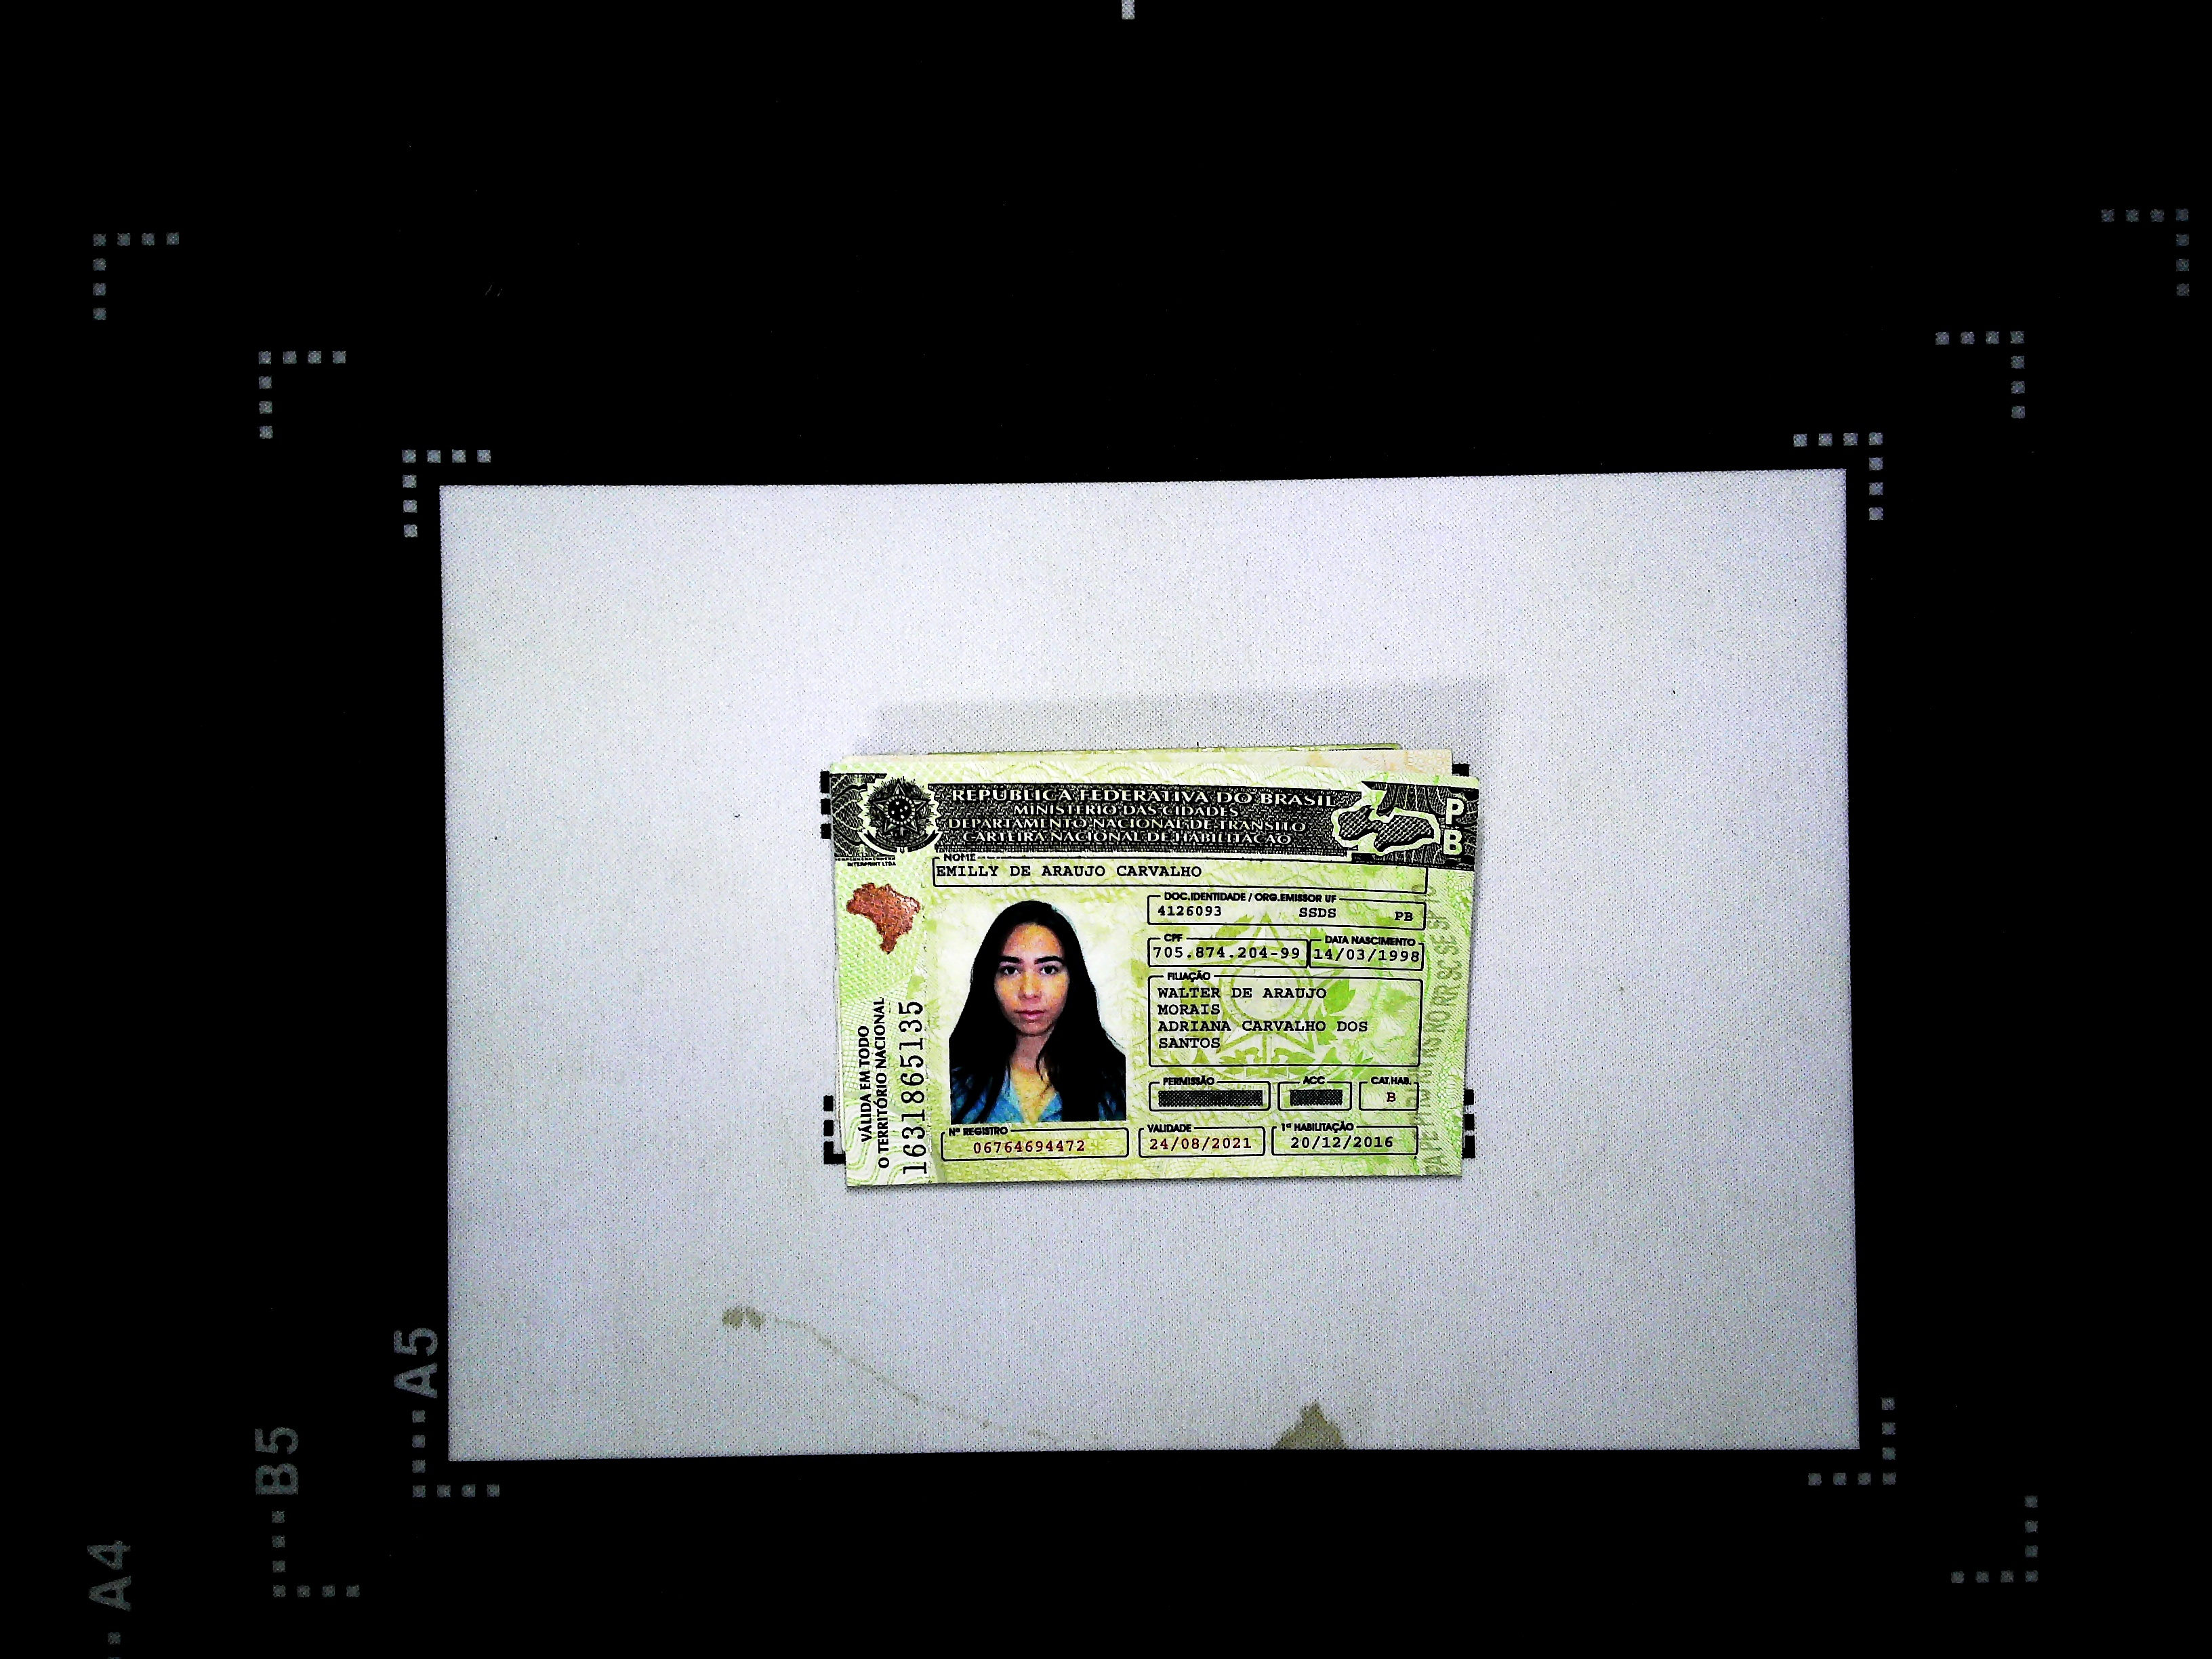 REPÚBLICA FEDERATIVA DO BRASIL
MINISTÉRIO DAS CIDADES
DEPARTAMENTO NACIONAL DE TRÂNSITO
CARTEIRA NACIONAL DE HABILITAÇÃO
P
B
INTERPRINT LTDA
NOME
EMILLY DE ARAUJO CARVALHO
DOC.IDENTIDADE / ORG.EMISSOR UF
4126093 SSDS PB
CPF
705.874.204-99
DATA NASCIMENTO
14/03/1998
FILIAÇÃO
WALTER DE ARAUJO
MORAIS
ADRIANA CARVALHO DOS
SANTOS
PERMISSÃO
ACC
CAT.HAB.
B
Nº REGISTRO
06764694472
VALIDADE
24/08/2021
1ª HABILITAÇÃO
20/12/2016
VÁLIDA EM TODO
O TERRITÓRIO NACIONAL
1631865135
A5
B5
A4